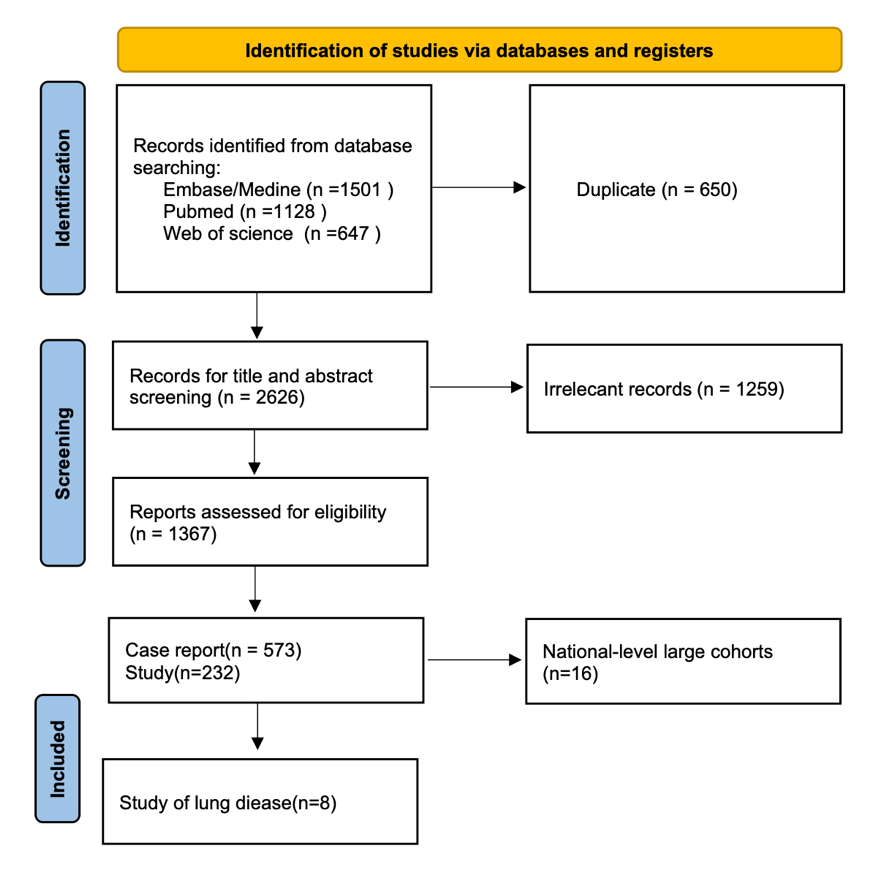 Identification of studies via databases and registers
Identification
Records identified from database
searching:
Embase/Medine (n =1501 )
Pubmed (n =1128 )
Web of science  (n =647 )
Duplicate (n = 650)
Screening
Records for title and abstract
screening (n = 2626)
Irrelecant records (n = 1259)
Reports assessed for eligibility
(n = 1367)
Case report(n = 573)
Study(n=232)
National-level large cohorts
(n=16)
Included
Study of lung diease(n=8)